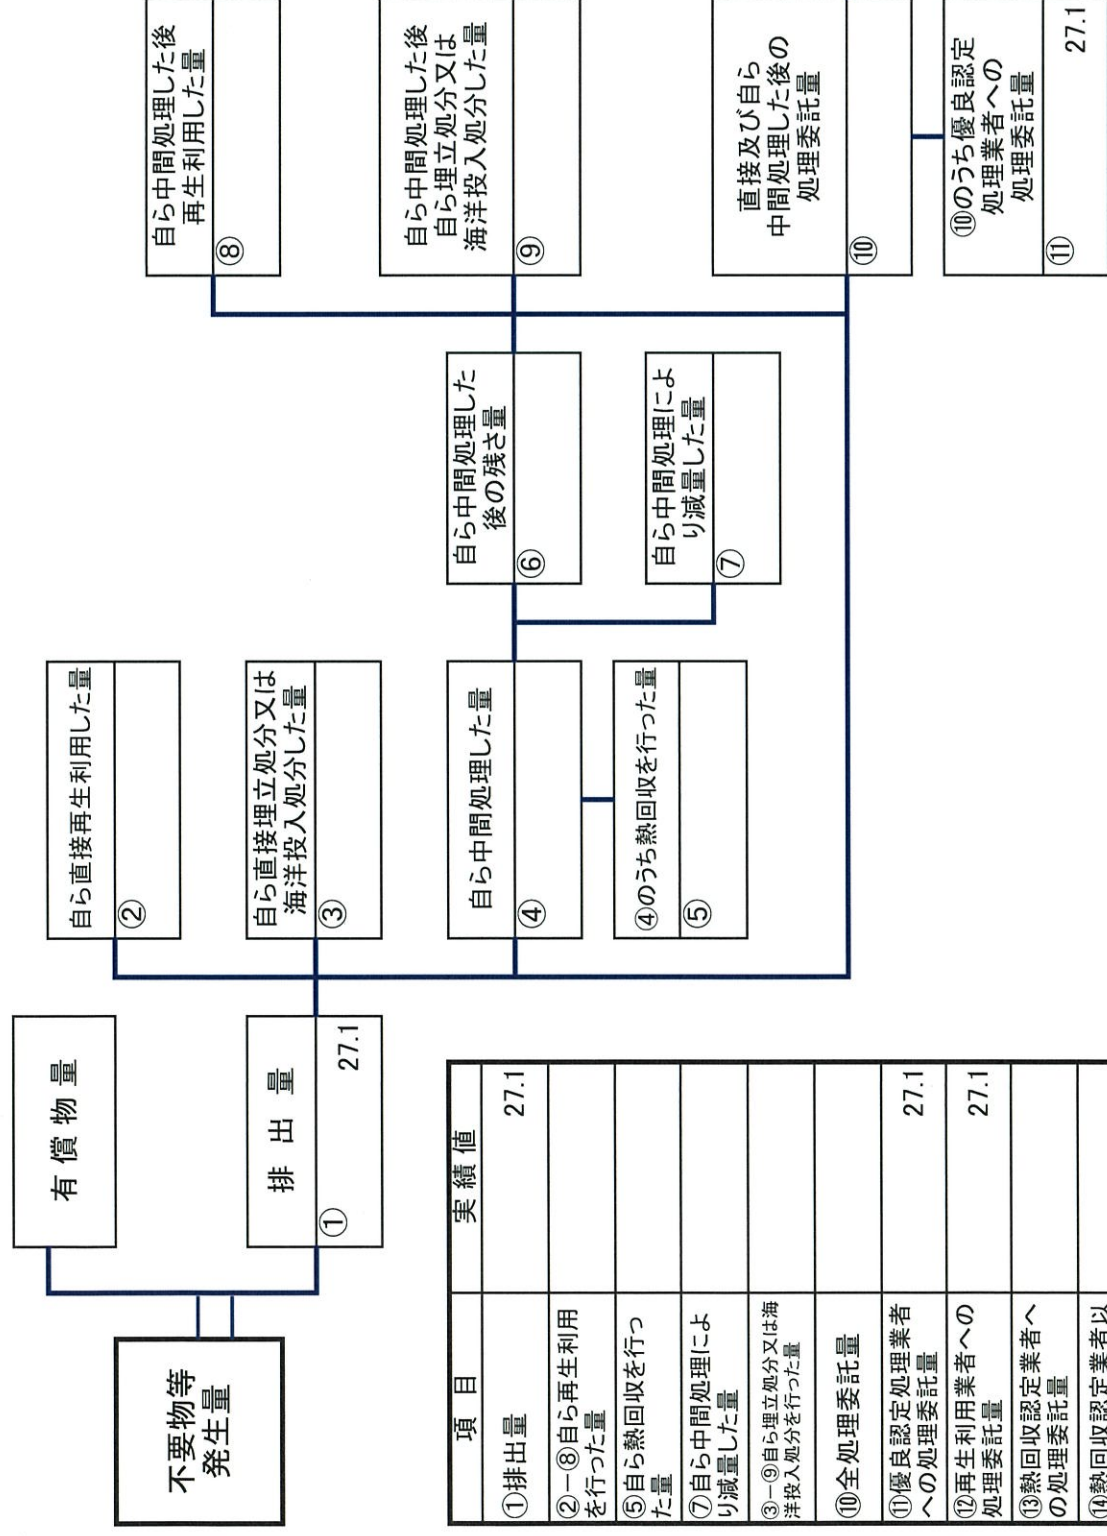 不要物等
発生量
有償物量
排出量
① 27.1
自ら直接再生利用した量
②
自ら直接埋立処分又は
海洋投入処分した量
③
自ら中間処理した量
④
④のうち熱回収を行った量
⑤
自ら中間処理した
後の残さ量
⑥
自ら中間処理によ
り減量した量
⑦
自ら中間処理した後
再生利用した量
⑧
自ら中間処理した後
自ら埋立処分又は
海洋投入処分した量
⑨
直接及び自ら
中間処理した後の
処理委託量
⑩
⑩のうち優良認定
処理業者への
処理委託量
⑪ 27.1
項目 実績値
①排出量 27.1
②－⑧自ら再生利用
を行った量
⑤自ら熱回収を行っ
た量
⑦自ら中間処理によ
り減量した量
③－⑨自ら埋立処分又は海
洋投入処分を行った量
⑩全処理委託量
⑪優良認定処理業者
への処理委託量 27.1
⑫再生利用業者への
処理委託量 27.1
⑬熱回収認定業者へ
の処理委託量
⑭熱回収認定業者以